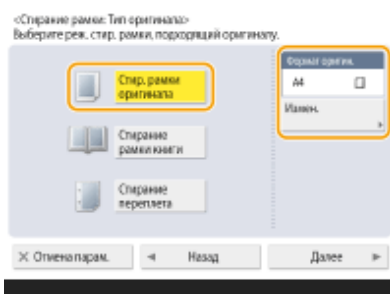 <Стирание рамки: Тип оригинала>
Выберите реж. стир. рамки, подходящий оригиналу.
Формат оригин.
Стир. рамки
оригинала
A4
Измен.
Стирание
рамки книги
Стирание
переплета
Отмена парам.
Назад
Далее